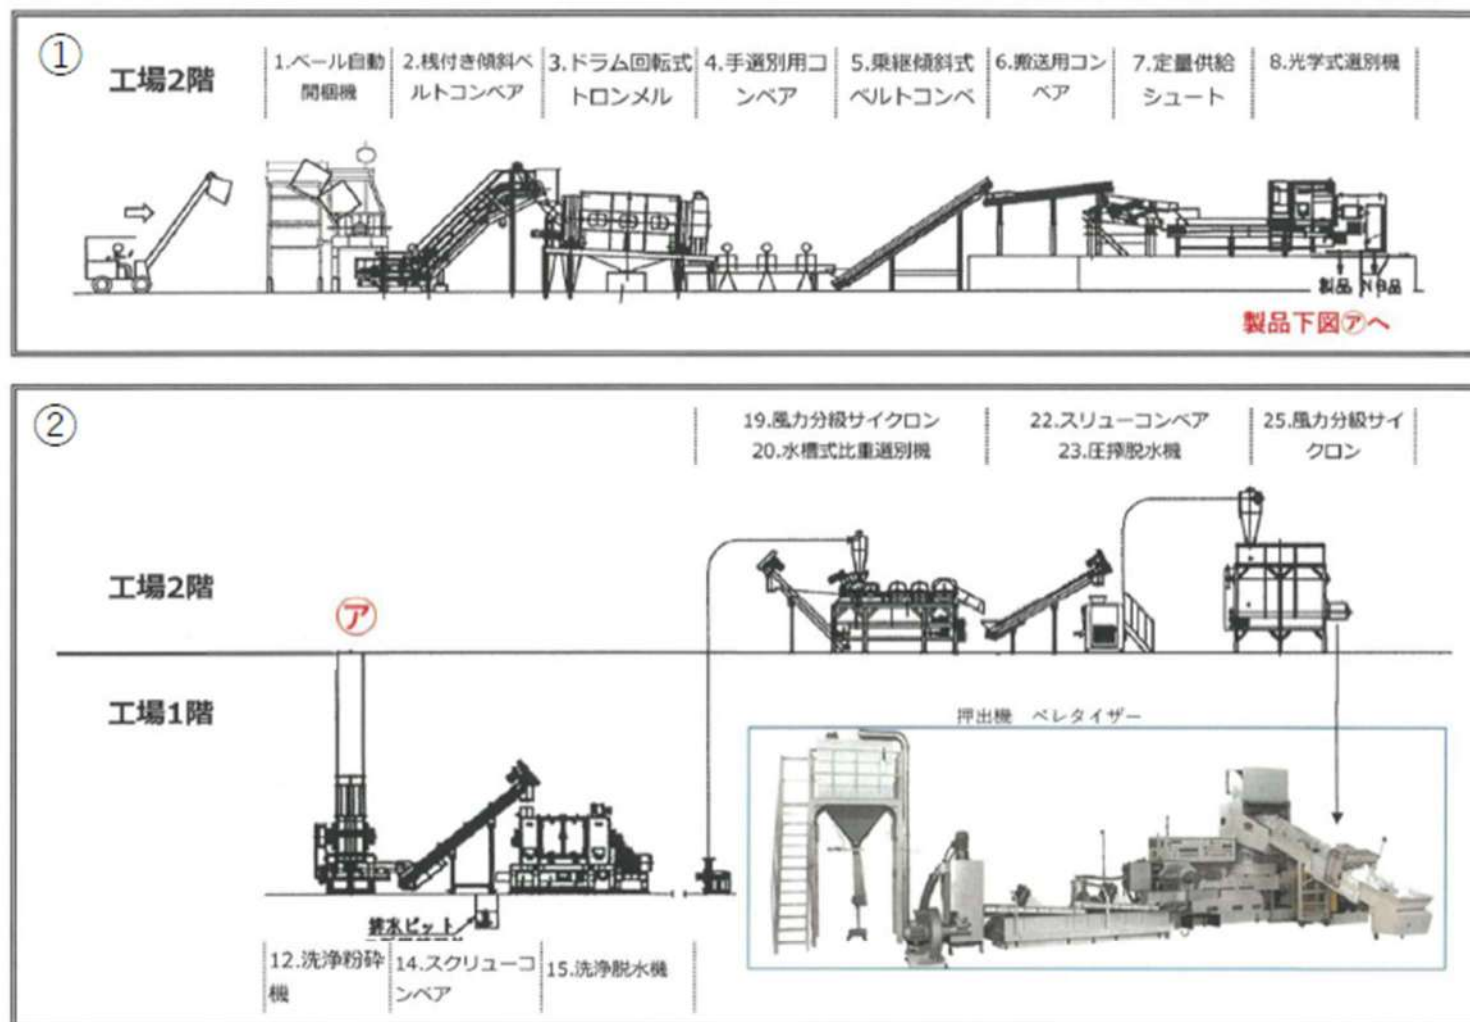 ①
工場2階
1.ベール自動
開梱機
2.桟付き傾斜ベ
ルトコンベア
3.ドラム回転式
トロンメル
4.手選別用コ
ンベア
5.乗継傾斜式
ベルトコンベ
6.搬送用コン
ベア
7.定量供給
シュート
8.光学式選別機
製品 NG品
製品下図㋐へ
②
19.風力分級サイクロン
20.水槽式比重選別機
22.スリューコンベア
23.圧搾脱水機
25.風力分級サイ
クロン
工場2階
㋐
工場1階
押出機 ペレタイザー
排水ピット
12.洗浄粉砕
機
14.スクリューコ
ンベア
15.洗浄脱水機